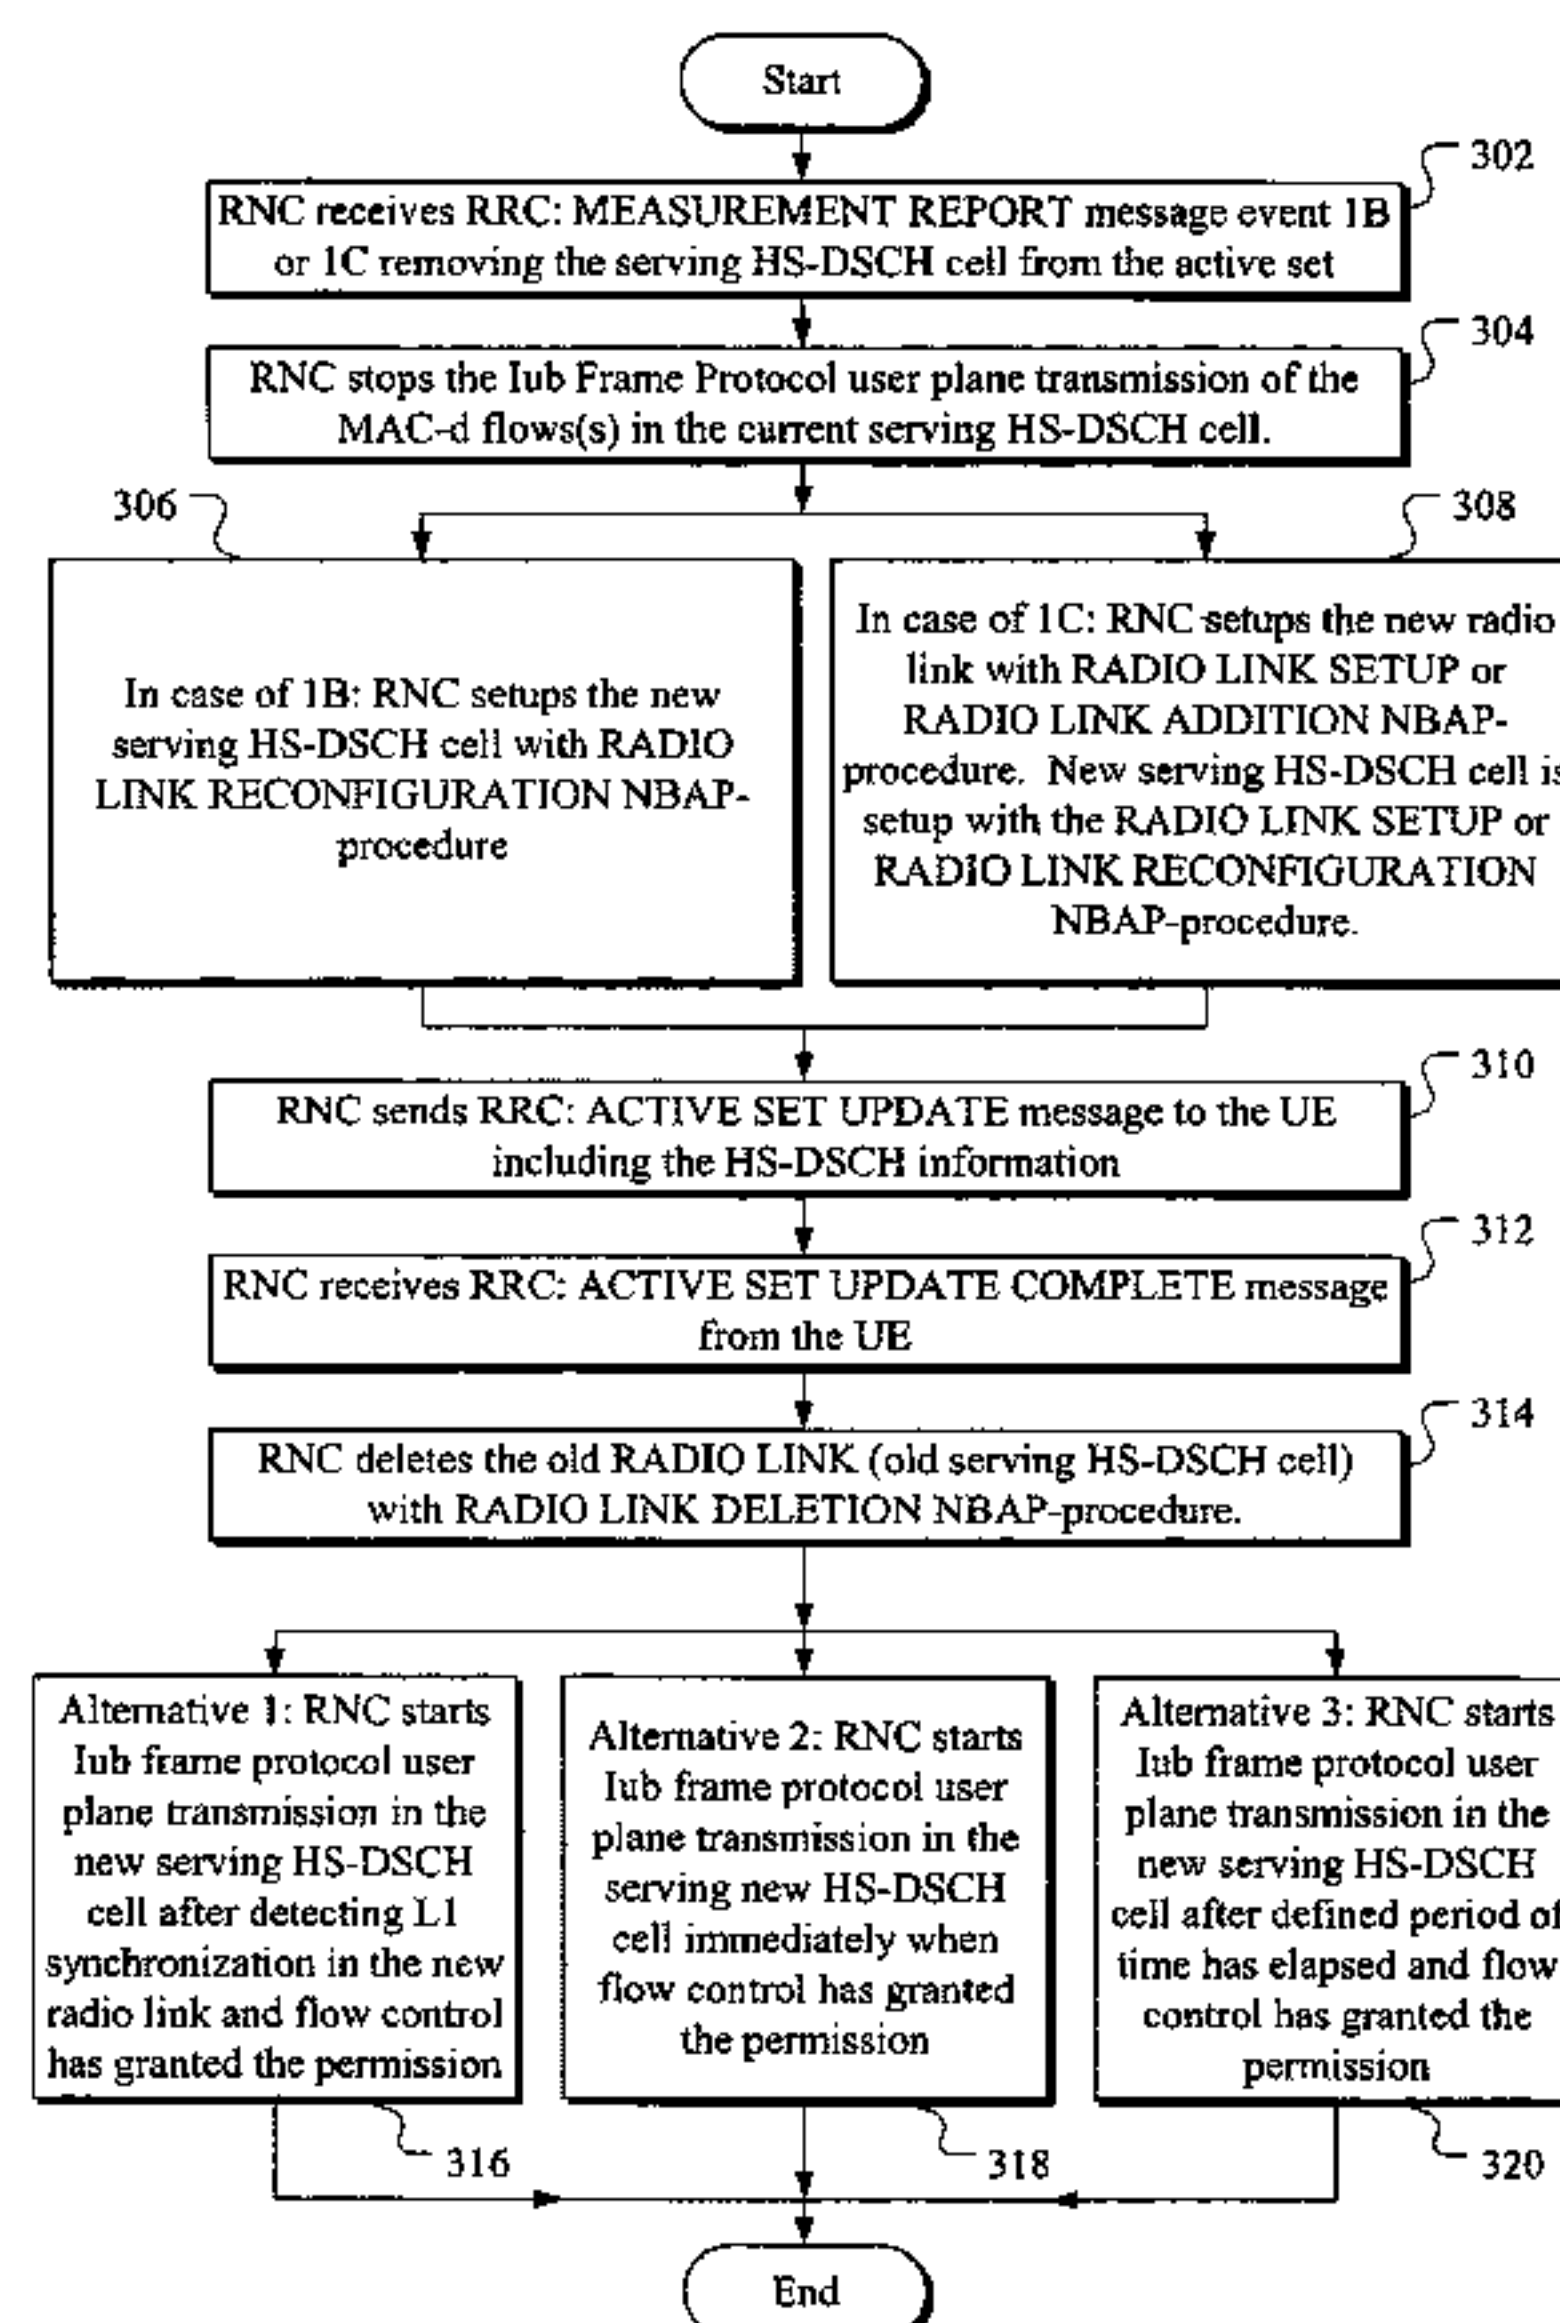 Start
302
RNC receives RRC: MEASUREMENT REPORT message event 1B
or 1C removing the serving HS-DSCH cell from the active set
304
RNC stops the Iub Frame Protocol user plane transmission of the
MAC-d flows(s) in the current serving HS-DSCH cell.
306
In case of 1B: RNC setups the new
serving HS-DSCH cell with RADIO
LINK RECONFIGURATION NBAP-
procedure
308
In case of 1C: RNC setups the new radio
link with RADIO LINK SETUP or
RADIO LINK ADDITION NBAP-
procedure. New serving HS-DSCH cell is
setup with the RADIO LINK SETUP or
RADIO LINK RECONFIGURATION
NBAP-procedure.
310
RNC sends RRC: ACTIVE SET UPDATE message to the UE
including the HS-DSCH information
312
RNC receives RRC: ACTIVE SET UPDATE COMPLETE message
from the UE
314
RNC deletes the old RADIO LINK (old serving HS-DSCH cell)
with RADIO LINK DELETION NBAP-procedure.
Alternative 1: RNC starts
Iub frame protocol user
plane transmission in the
new serving HS-DSCH
cell after detecting L1
synchronization in the new
radio link and flow control
has granted the permission
316
Alternative 2: RNC starts
Iub frame protocol user
plane transmission in the
serving new HS-DSCH
cell immediately when
flow control has granted
the permission
318
Alternative 3: RNC starts
Iub frame protocol user
plane transmission in the
new serving HS-DSCH
cell after defined period of
time has elapsed and flow
control has granted the
permission
320
End